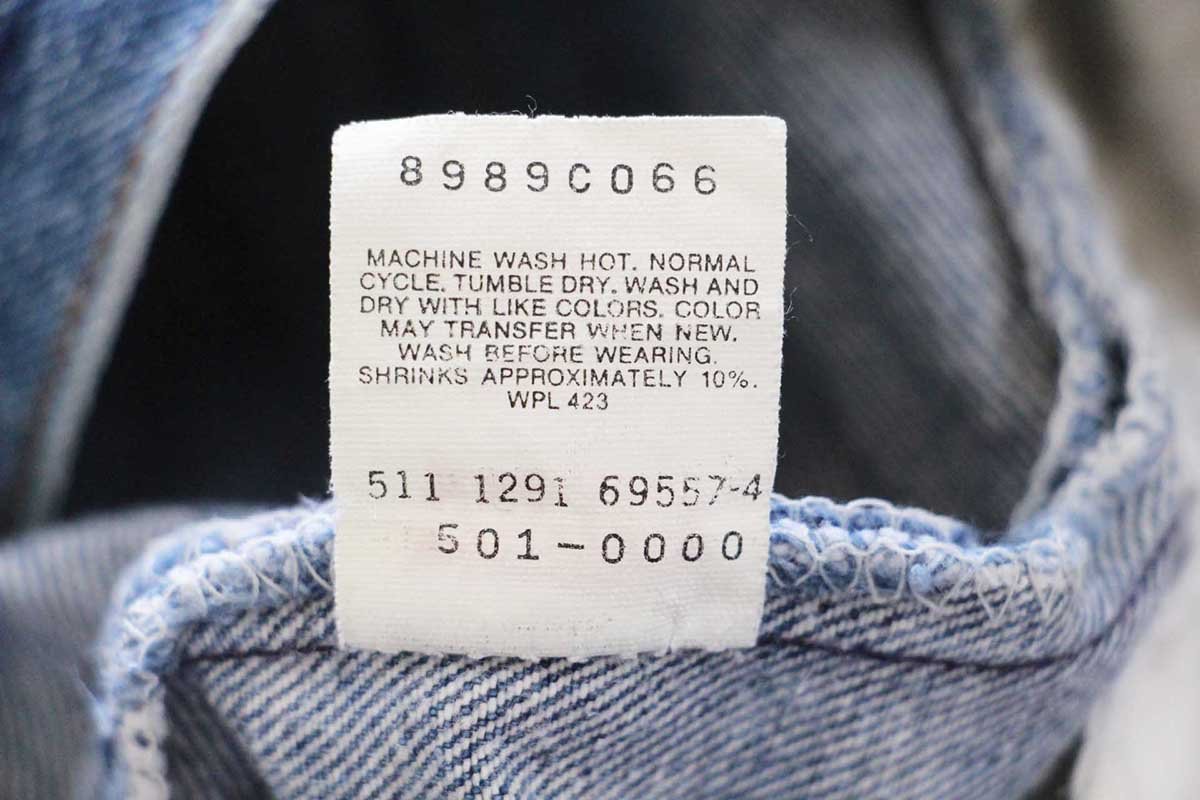 8989C066
MACHINE WASH HOT. NORMAL
CYCLE. TUMBLE DRY. WASH AND
DRY WITH LIKE COLORS. COLOR
MAY TRANSFER WHEN NEW.
WASH BEFORE WEARING.
SHRINKS APPROXIMATELY 10%.
WPL 423
511 1291 69557-4
501-0000